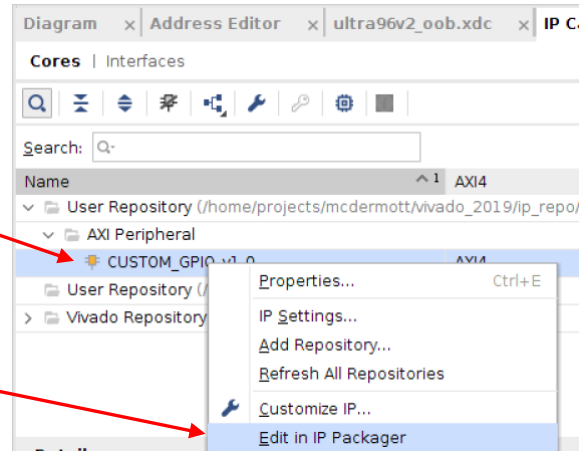 Diagram Address Editor ultra96v2_oob.xdc IP Ca
Cores | Interfaces
Search: Q-
Name 1 AXI4
User Repository (/home/projects/mcdermott/vivado_2019/ip_repo/
AXI Peripheral
CUSTOM_GPIO_v1_0 AXI4
User Repository (/
Vivado Repository
Properties... Ctrl+E
IP Settings...
Add Repository...
Refresh All Repositories
Customize IP...
Edit in IP Packager